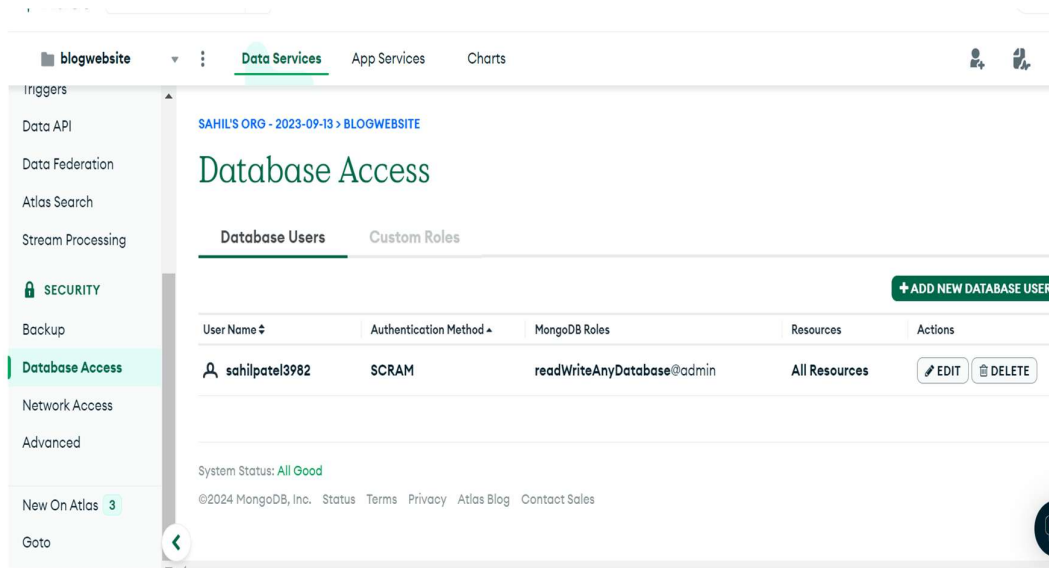 blogwebsite
Data Services App Services Charts
Triggers
Data API
Data Federation
Atlas Search
Stream Processing
SECURITY
Backup
Database Access
Network Access
Advanced
New On Atlas 3
Goto
SAHIL'S ORG - 2023-09-13 > BLOGWEBSITE
Database Access
Database Users Custom Roles
+ ADD NEW DATABASE USER
User Name Authentication Method MongoDB Roles Resources Actions
sahilpatel3982 SCRAM readWriteAnyDatabase@admin All Resources EDIT DELETE
System Status: All Good
©2024 MongoDB, Inc. Status Terms Privacy Atlas Blog Contact Sales